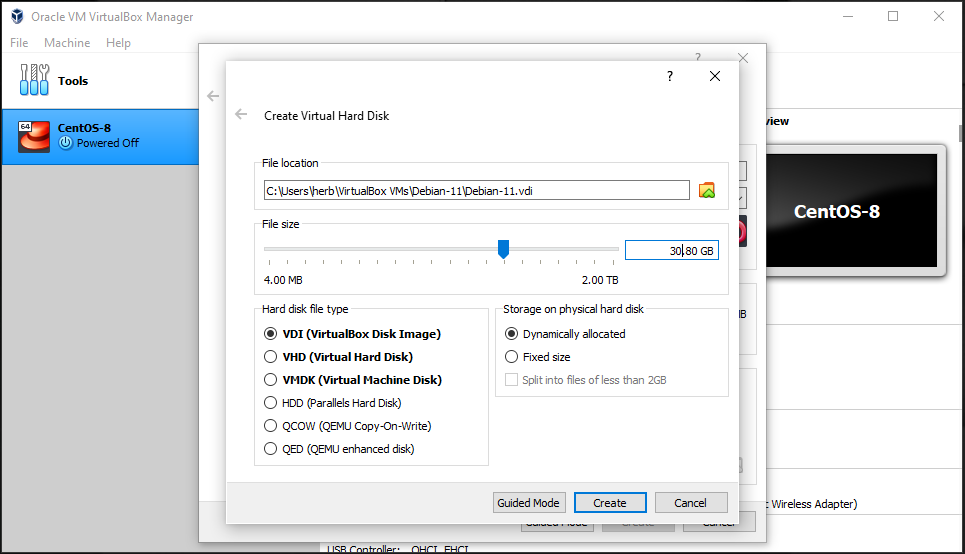 Oracle VM VirtualBox Manager
File Machine Help
?
Tools
?
Create Virtual Hard Disk
64
CentOS-8
Powered Off
File location
C:\Users\herb\VirtualBox VMs\Debian-11\Debian-11.vdi
File size
30.80 GB
4.00 MB 2.00 TB
Hard disk file type
VDI (VirtualBox Disk Image)
VHD (Virtual Hard Disk)
VMDK (Virtual Machine Disk)
HDD (Parallels Hard Disk)
QCOW (QEMU Copy-On-Write)
QED (QEMU enhanced disk)
Storage on physical hard disk
Dynamically allocated
Fixed size
Split into files of less than 2GB
Guided Mode Create Cancel
view
CentOS-8
MB
Wireless Adapter)
Guided Mode Create Cancel
USB Controller: OHCI, EHCI